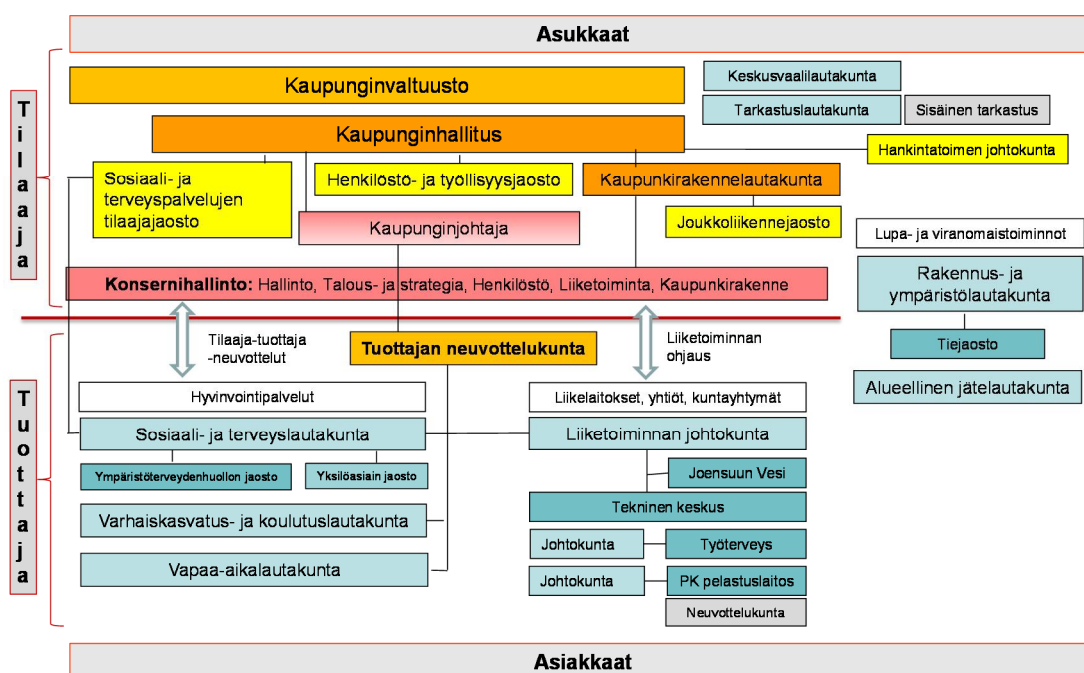 Asukkaat
Tilaaja
Kaupunginvaltuusto
Keskusvaalilautakunta
Tarkastuslautakunta
Sisäinen tarkastus
Kaupunginhallitus
Hankintatoimen johtokunta
Sosiaali- ja
terveyspalvelujen
tilaajajaosto
Henkilöstö- ja työllisyysjaosto
Kaupunkirakennelautakunta
Kaupunginjohtaja
Joukkoliikennejaosto
Lupa- ja viranomaistoiminnot
Konsernihallinto: Hallinto, Talous- ja strategia, Henkilöstö, Liiketoiminta, Kaupunkirakenne
Rakennus- ja
ympäristölautakunta
Tiejaosto
Alueellinen jätelautakunta
Tuottaja
Tilaaja-tuottaja
-neuvottelut
Tuottajan neuvottelukunta
Liiketoiminnan
ohjaus
Hyvinvointipalvelut
Liikelaitokset, yhtiöt, kuntayhtymät
Sosiaali- ja terveyslautakunta
Liiketoiminnan johtokunta
Ympäristöterveydenhuollon jaosto
Yksilöasiain jaosto
Joensuun Vesi
Varhaiskasvatus- ja koulutuslautakunta
Tekninen keskus
Johtokunta
Työterveys
Vapaa-aikalautakunta
Johtokunta
PK pelastuslaitos
Neuvottelukunta
Asiakkaat